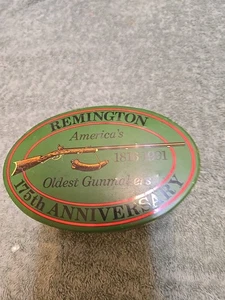 REMINGTON
America's
1816-1991
Oldest Gunmakers
175th ANNIVERSARY